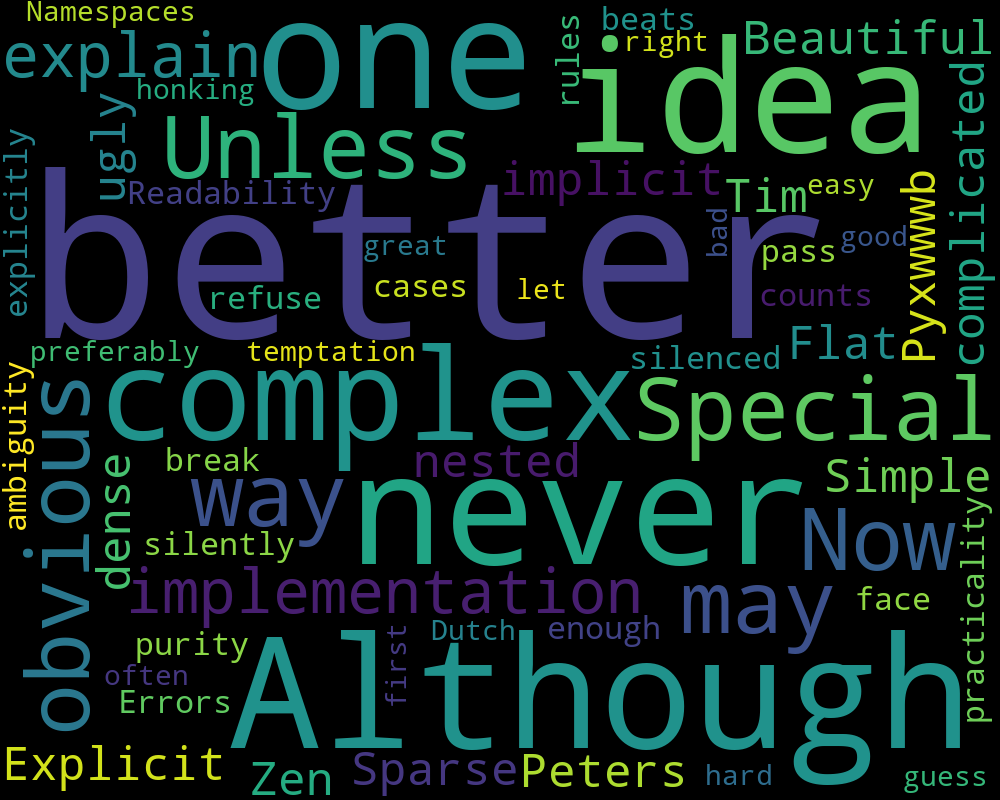 Namespaces
beats
one
explain
right
Beautiful
rules
idea
honking
ugly
Unless
complicated
explicitly
Readability
implicit
Tim
easy
better
bad
great
pass
good
Pyxwwwb
refuse
cases
let
counts
preferably
temptation
silenced
Flat
ambiguity
obvious
complex
Special
break
nested
dense
way
never
Simple
silently
Now
practicality
implementation
may
face
purity
Dutch
enough
first
often
Errors
Although
Explicit
Zen
Sparse
Peters
hard
guess